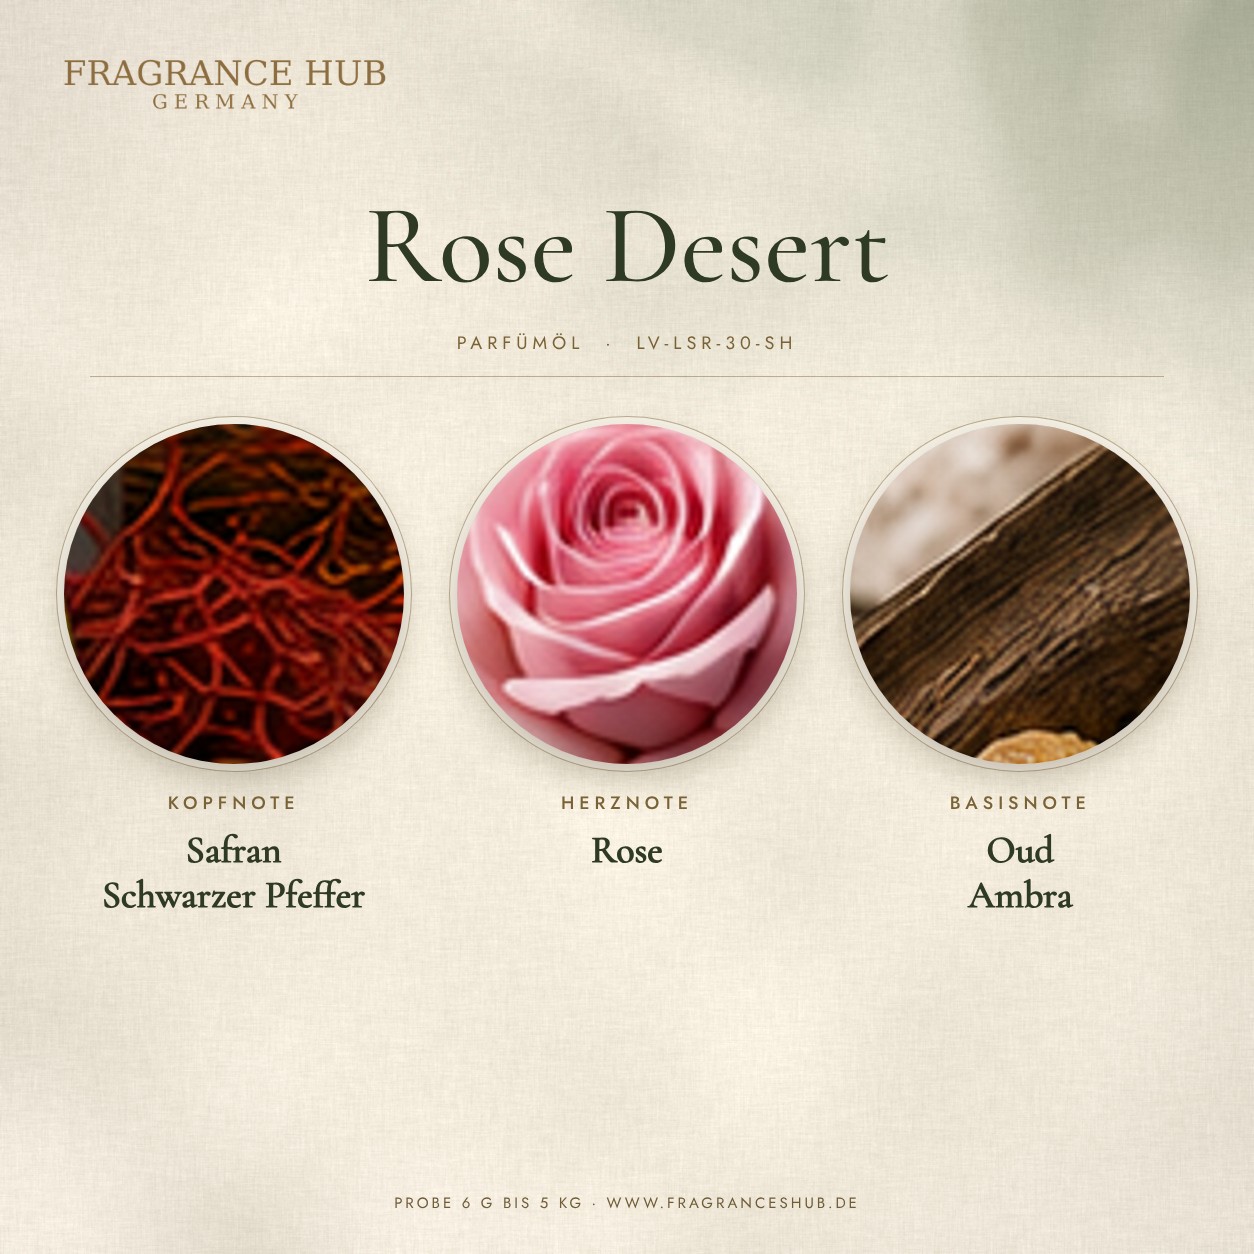 FRAGRANCE HUB
GERMANY
Rose Desert
PARFÜMÖL · LV-LSR-30-SH
KOPFNOTE
Safran
Schwarzer Pfeffer
HERZNOTE
Rose
BASISNOTE
Oud
Ambra
PROBE 6 G BIS 5 KG · WWW.FRAGRANCESHUB.DE